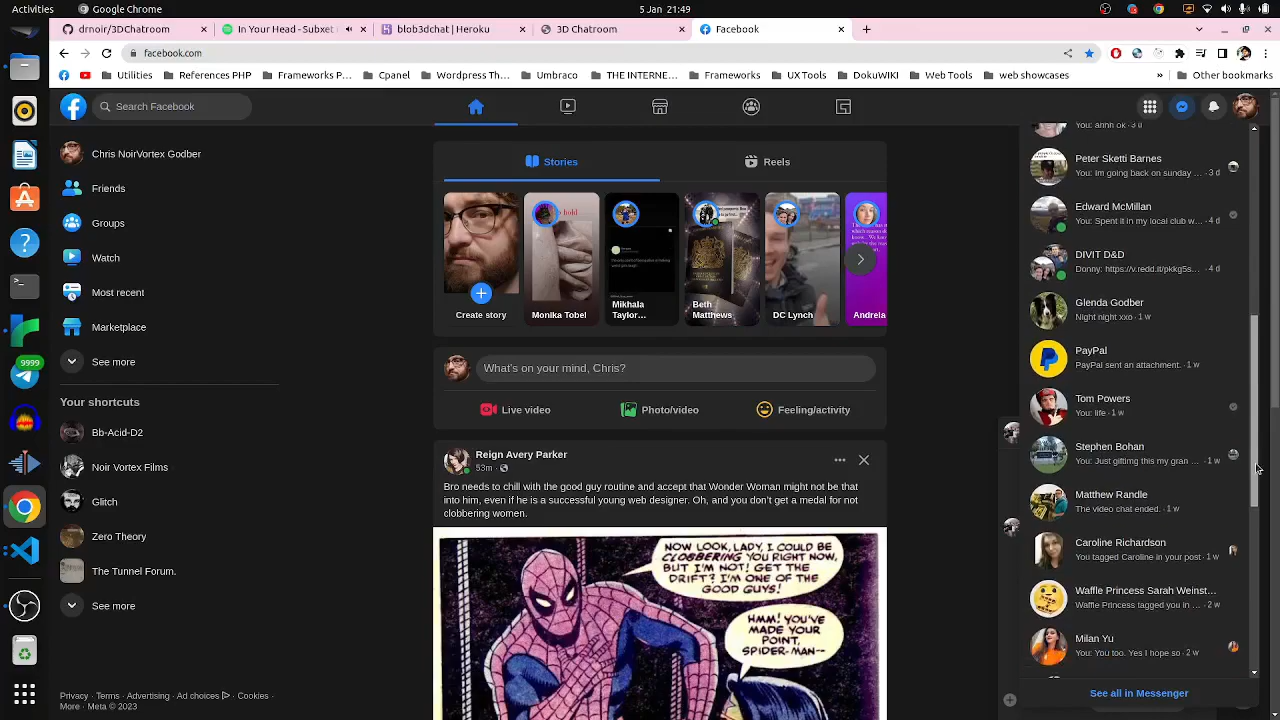 Activities
Google Chrome
5 Jan 21:49
drnoir/3DChatroom
In Your Head - Subxet
blob3dchat | Heroku
3D Chatroom
Facebook
facebook.com
Utilities
References PHP
Frameworks P...
Cpanel
Wordpress Th...
Umbraco
THE INTERNE...
Frameworks
UX Tools
DokuWIKI
Web Tools
web showcases
»
Other bookmarks
Search Facebook
9999
Chris NoirVortex Godber
Friends
Groups
Watch
Most recent
Marketplace
See more
Your shortcuts
Bb-Acid-D2
Noir Vortex Films
Glitch
Zero Theory
The Tunnel Forum.
See more
Privacy · Terms · Advertising · Ad choices · Cookies ·
More · Meta © 2023
Stories
Reels
Create story
hold
Monika Tobel
Mikhala
Taylor...
Beth
Matthews
DC Lynch
Andreia
What's on your mind, Chris?
Live video
Photo/video
Feeling/activity
Reign Avery Parker
53m ·
Bro needs to chill with the good guy routine and accept that Wonder Woman might not be that
into him, even if he is a successful young web designer. Oh, and you don't get a medal for not
clobbering women.
NOW LOOK, LADY, I COULD BE
CLOBBERING YOU RIGHT NOW,
BUT I'M NOT! GET THE
DRIFT? I'M ONE OF THE
GOOD GUYS!
HMM! YOU'VE
MADE YOUR
POINT,
SPIDER-MAN--
You: ahhh ok · 3 d
Peter Sketti Barnes
You: Im going back on sunday ... · 3 d
Edward McMillan
You: Spent it in my local club w... · 4 d
DIVIT D&D
Donny: https://v.redd.it/pkkg5s... · 4 d
Glenda Godber
Night night xxo · 1 w
PayPal
PayPal sent an attachment. · 1 w
Tom Powers
You: life · 1 w
Stephen Bohan
You: Just gifting this my gran ... · 1 w
Matthew Randle
The video chat ended. · 1 w
Caroline Richardson
You tagged Caroline in your post · 1 w
Waffle Princess Sarah Weinst...
Waffle Princess tagged you in ... · 2 w
Milan Yu
You: You too. Yes I hope so · 2 w
See all in Messenger